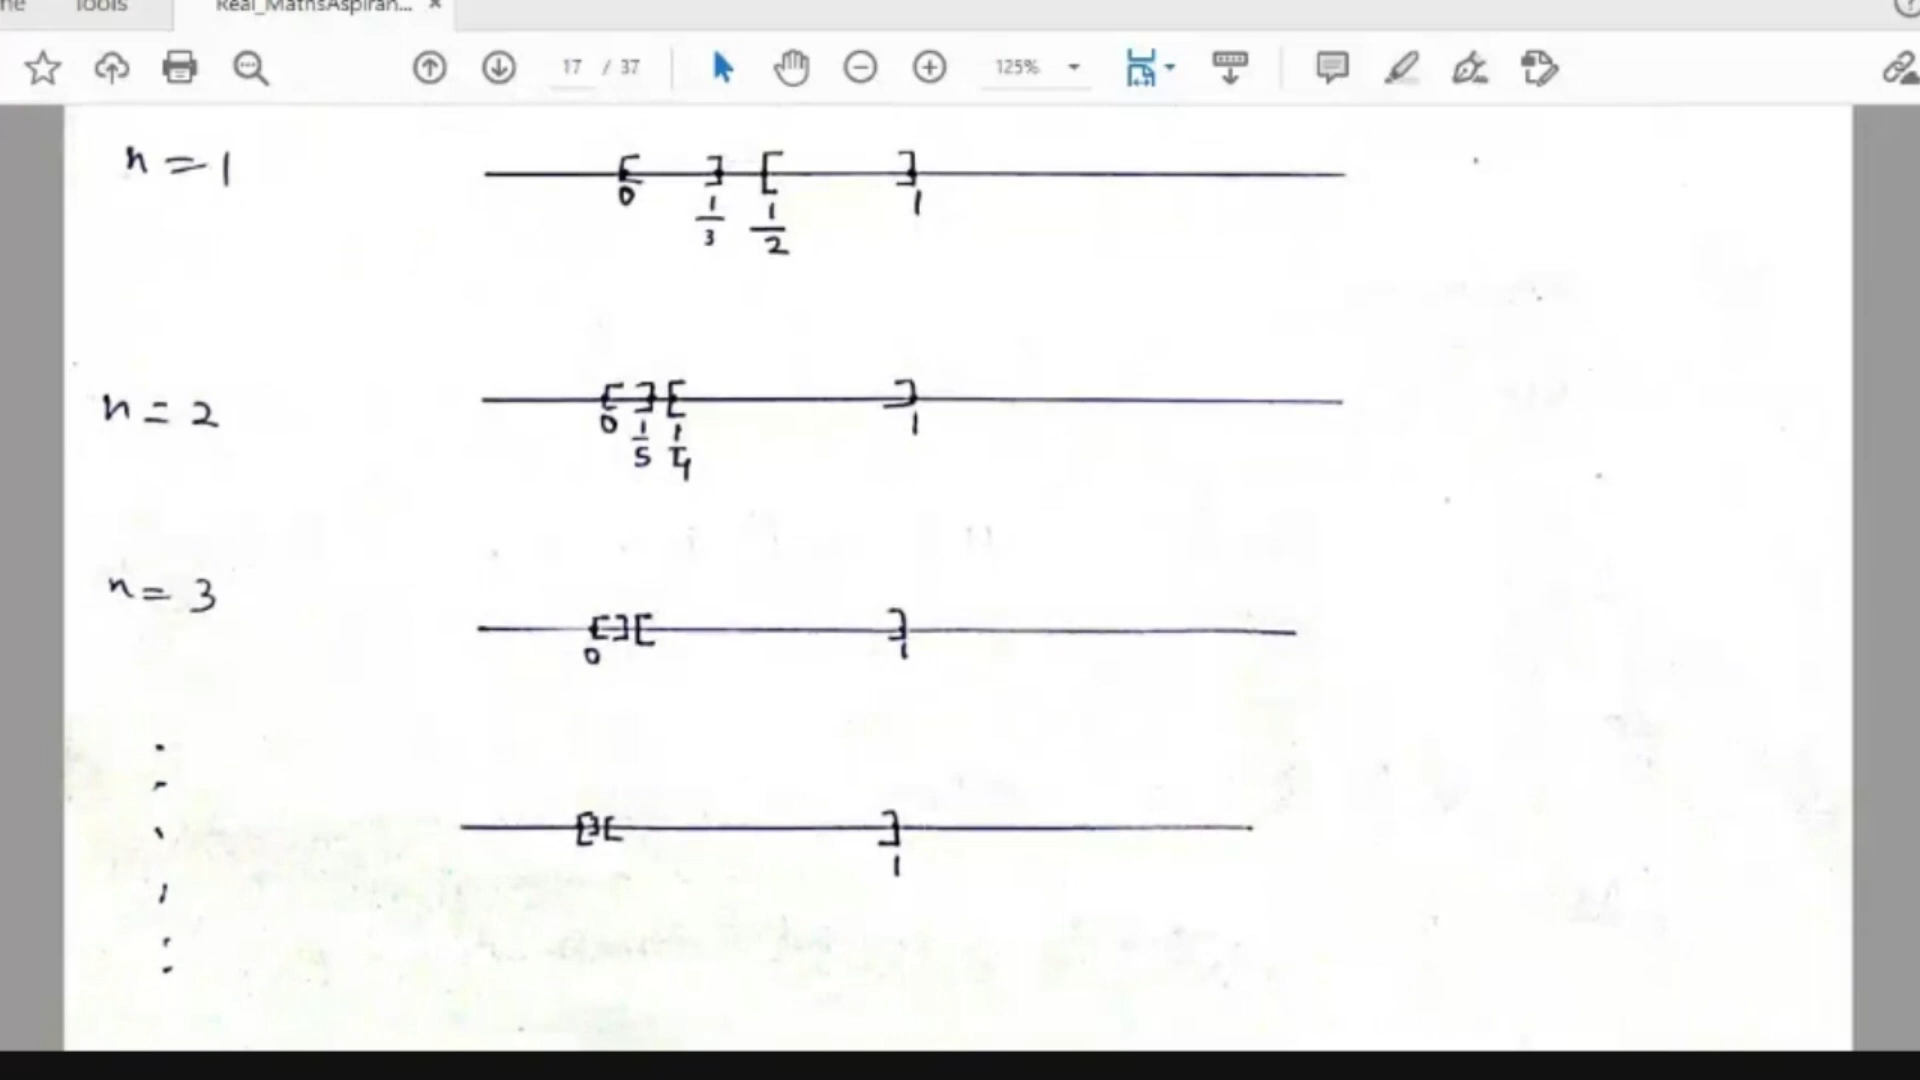 Tools Real_MathsAspiran... ×
17 / 37 125%
n = 1
0 1/3 1/2 1
n = 2
0 1/5 1/4 1
n = 3
0 1
1